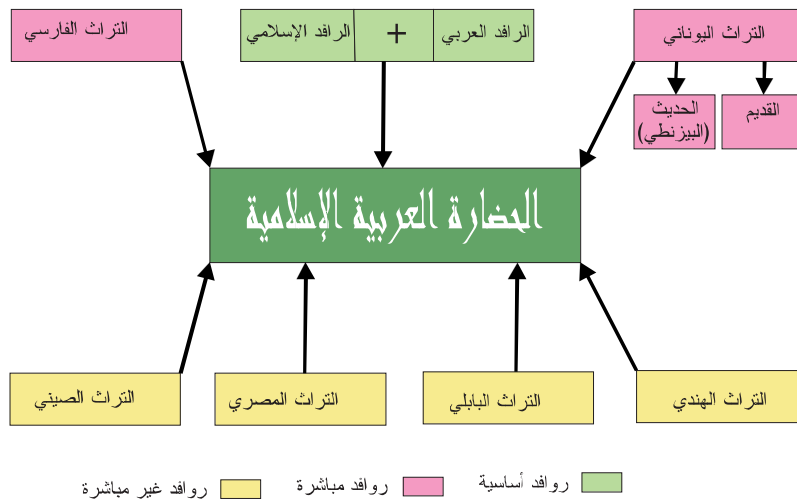 التراث اليوناني
القديم
الحديث
(البيزنطي)
الرافد العربي + الرافد الإسلامي
التراث الفارسي
الحضارة العربية الإسلامية
التراث الهندي
التراث البابلي
التراث المصري
التراث الصيني
روافد أساسية
روافد مباشرة
روافد غير مباشرة